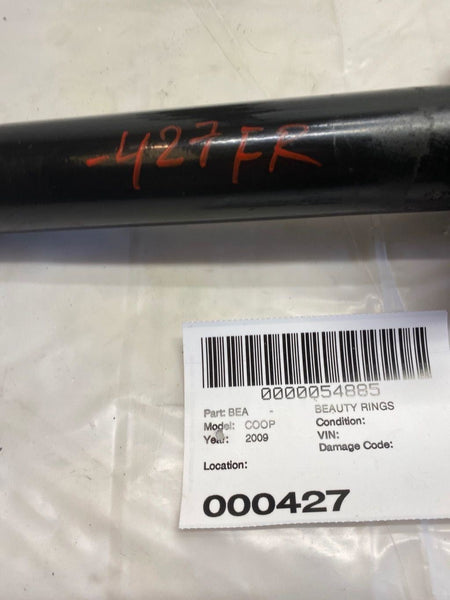 -427FR
0000054885
Part: BEA - BEAUTY RINGS
Model: COOP Condition:
Year: 2009 VIN:
Damage Code:
Location:
000427